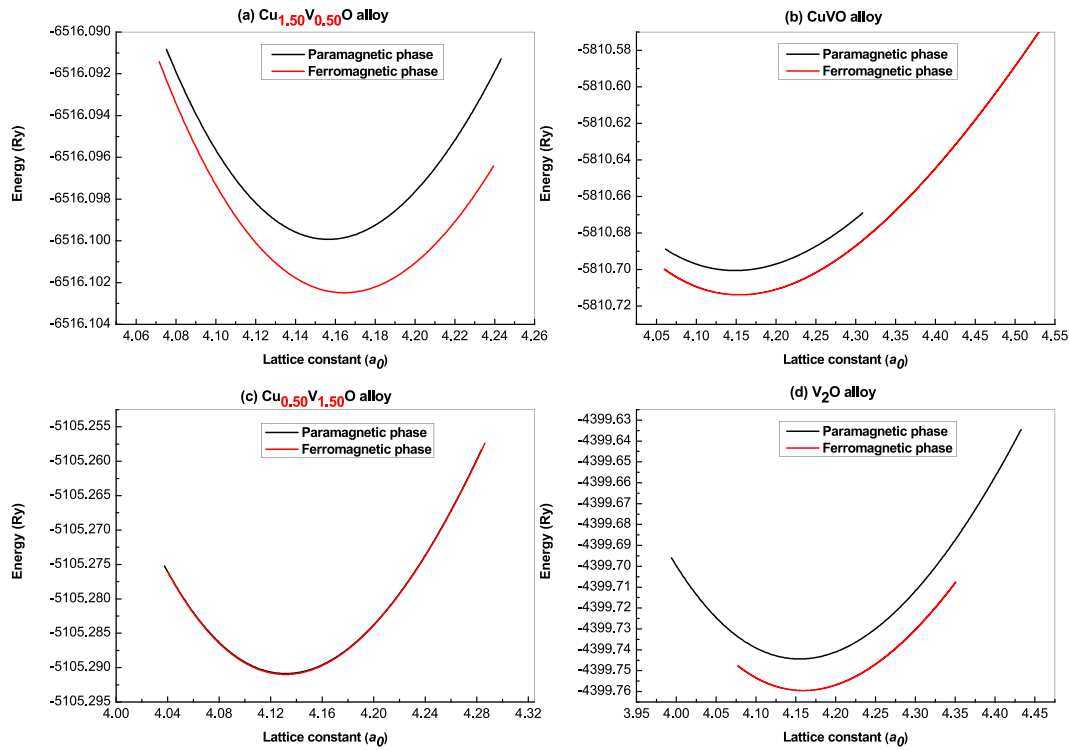 (a) Cu1.50V0.50O alloy
Paramagnetic phase
Ferromagnetic phase
Energy (Ry)
-6516.090
-6516.092
-6516.094
-6516.096
-6516.098
-6516.100
-6516.102
-6516.104
4.06 4.08 4.10 4.12 4.14 4.16 4.18 4.20 4.22 4.24 4.26
Lattice constant (a0)
(b) CuVO alloy
Paramagnetic phase
Ferromagnetic phase
Energy (Ry)
-5810.58
-5810.60
-5810.62
-5810.64
-5810.66
-5810.68
-5810.70
-5810.72
4.05 4.10 4.15 4.20 4.25 4.30 4.35 4.40 4.45 4.50 4.55
Lattice constant (a0)
(c) Cu0.50V1.50O alloy
Paramagnetic phase
Ferromagnetic phase
Energy (Ry)
-5105.255
-5105.260
-5105.265
-5105.270
-5105.275
-5105.280
-5105.285
-5105.290
-5105.295
4.00 4.04 4.08 4.12 4.16 4.20 4.24 4.28 4.32
Lattice constant (a0)
(d) V2O alloy
Paramagnetic phase
Ferromagnetic phase
Energy (Ry)
-4399.63
-4399.64
-4399.65
-4399.66
-4399.67
-4399.68
-4399.69
-4399.70
-4399.71
-4399.72
-4399.73
-4399.74
-4399.75
-4399.76
3.95 4.00 4.05 4.10 4.15 4.20 4.25 4.30 4.35 4.40 4.45
Lattice constant (a0)